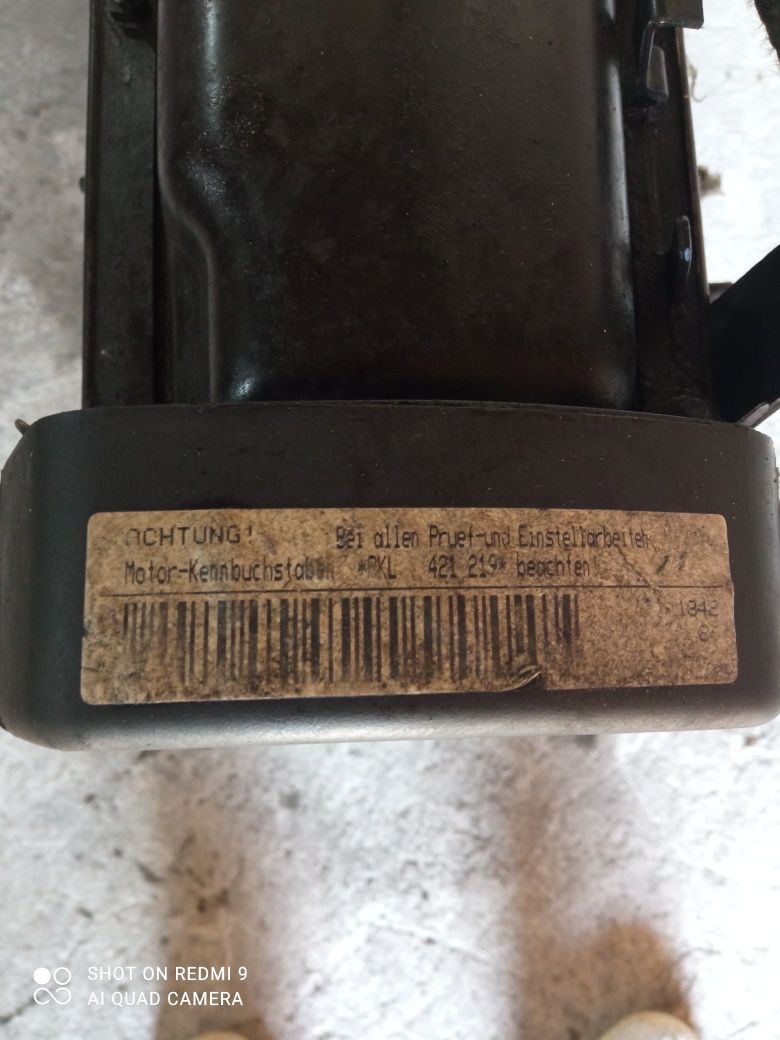 ACHTUNG! Bei allen Pruef-und Einstellarbeiten
Motor-Kennbuchstaben *AKL 421 219* beachten!
1842
6
SHOT ON REDMI 9
AI QUAD CAMERA